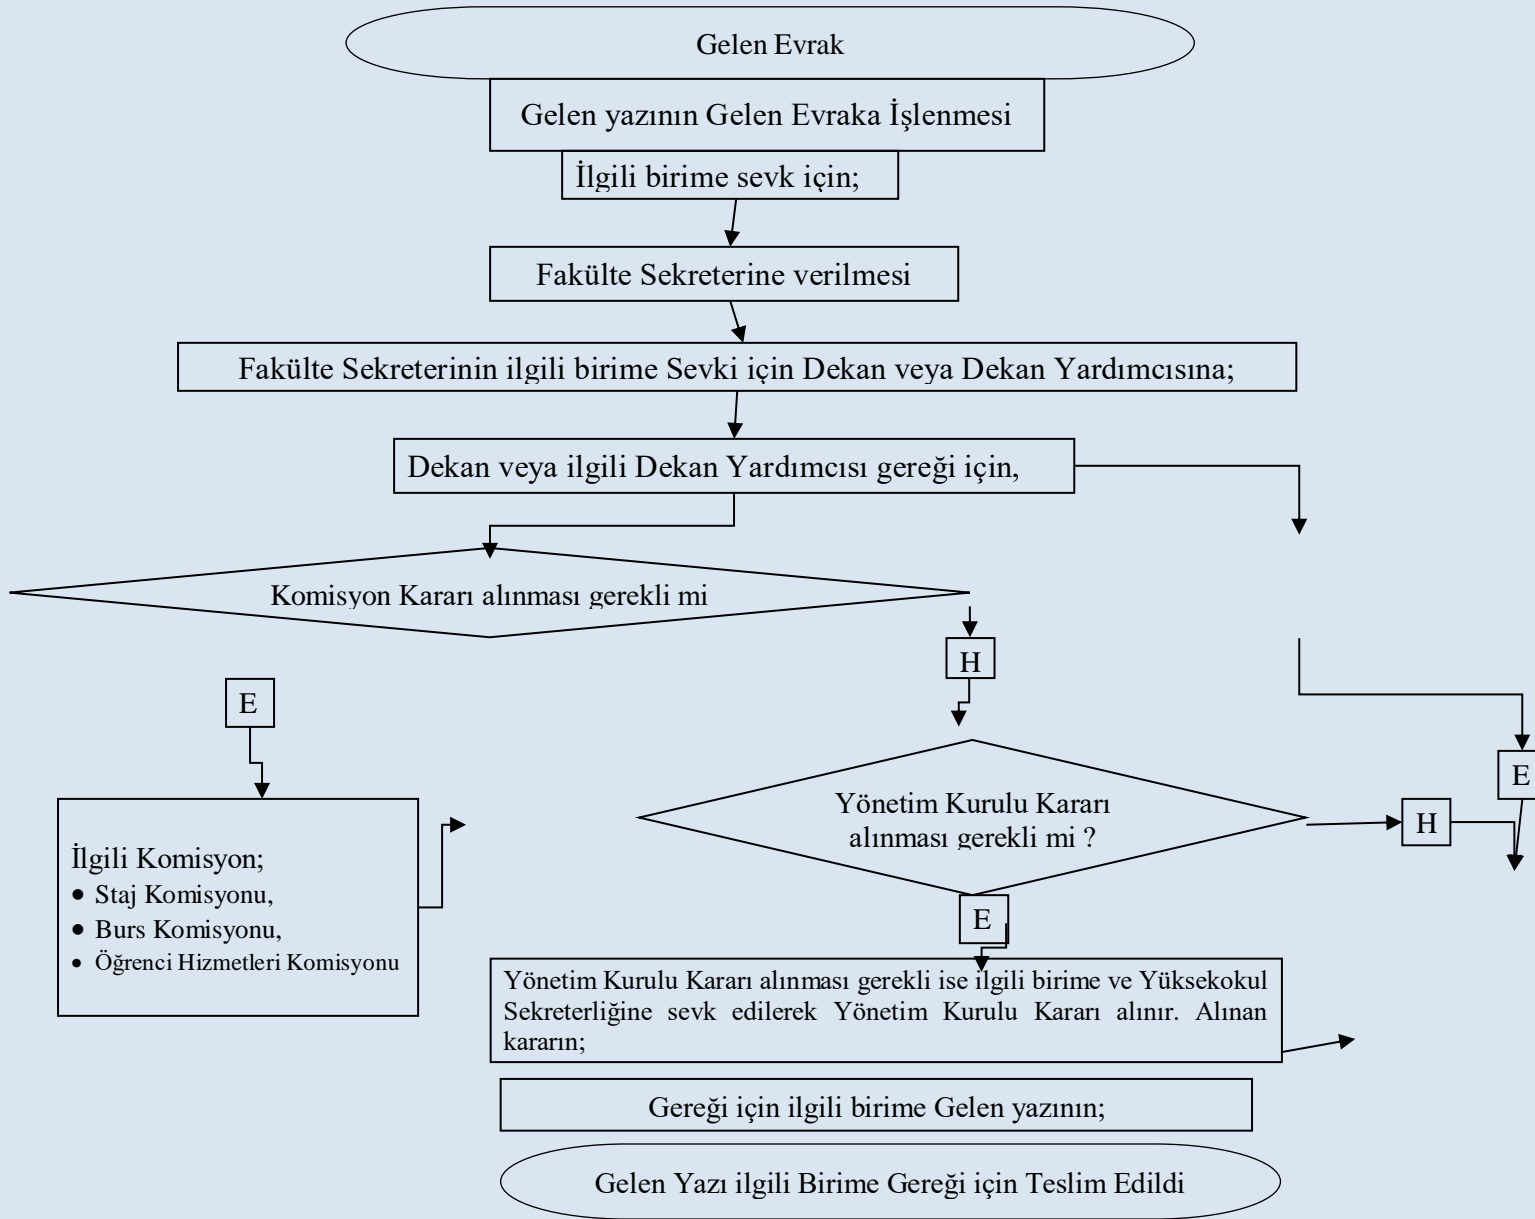 Gelen Evrak
Gelen yazının Gelen Evraka İşlenmesi
İlgili birime sevk için;
Fakülte Sekreterine verilmesi
Fakülte Sekreterinin ilgili birime Sevki için Dekan veya Dekan Yardımcısına;
Dekan veya ilgili Dekan Yardımcısı gereği için,
Komisyon Kararı alınması gerekli mi
H
E
E
Yönetim Kurulu Kararı
alınması gerekli mi ?
H
İlgili Komisyon;
• Staj Komisyonu,
• Burs Komisyonu,
• Öğrenci Hizmetleri Komisyonu
E
Yönetim Kurulu Kararı alınması gerekli ise ilgili birime ve Yüksekokul
Sekreterliğine sevk edilerek Yönetim Kurulu Kararı alınır. Alınan
kararın;
Gereği için ilgili birime Gelen yazının;
Gelen Yazı ilgili Birime Gereği için Teslim Edildi